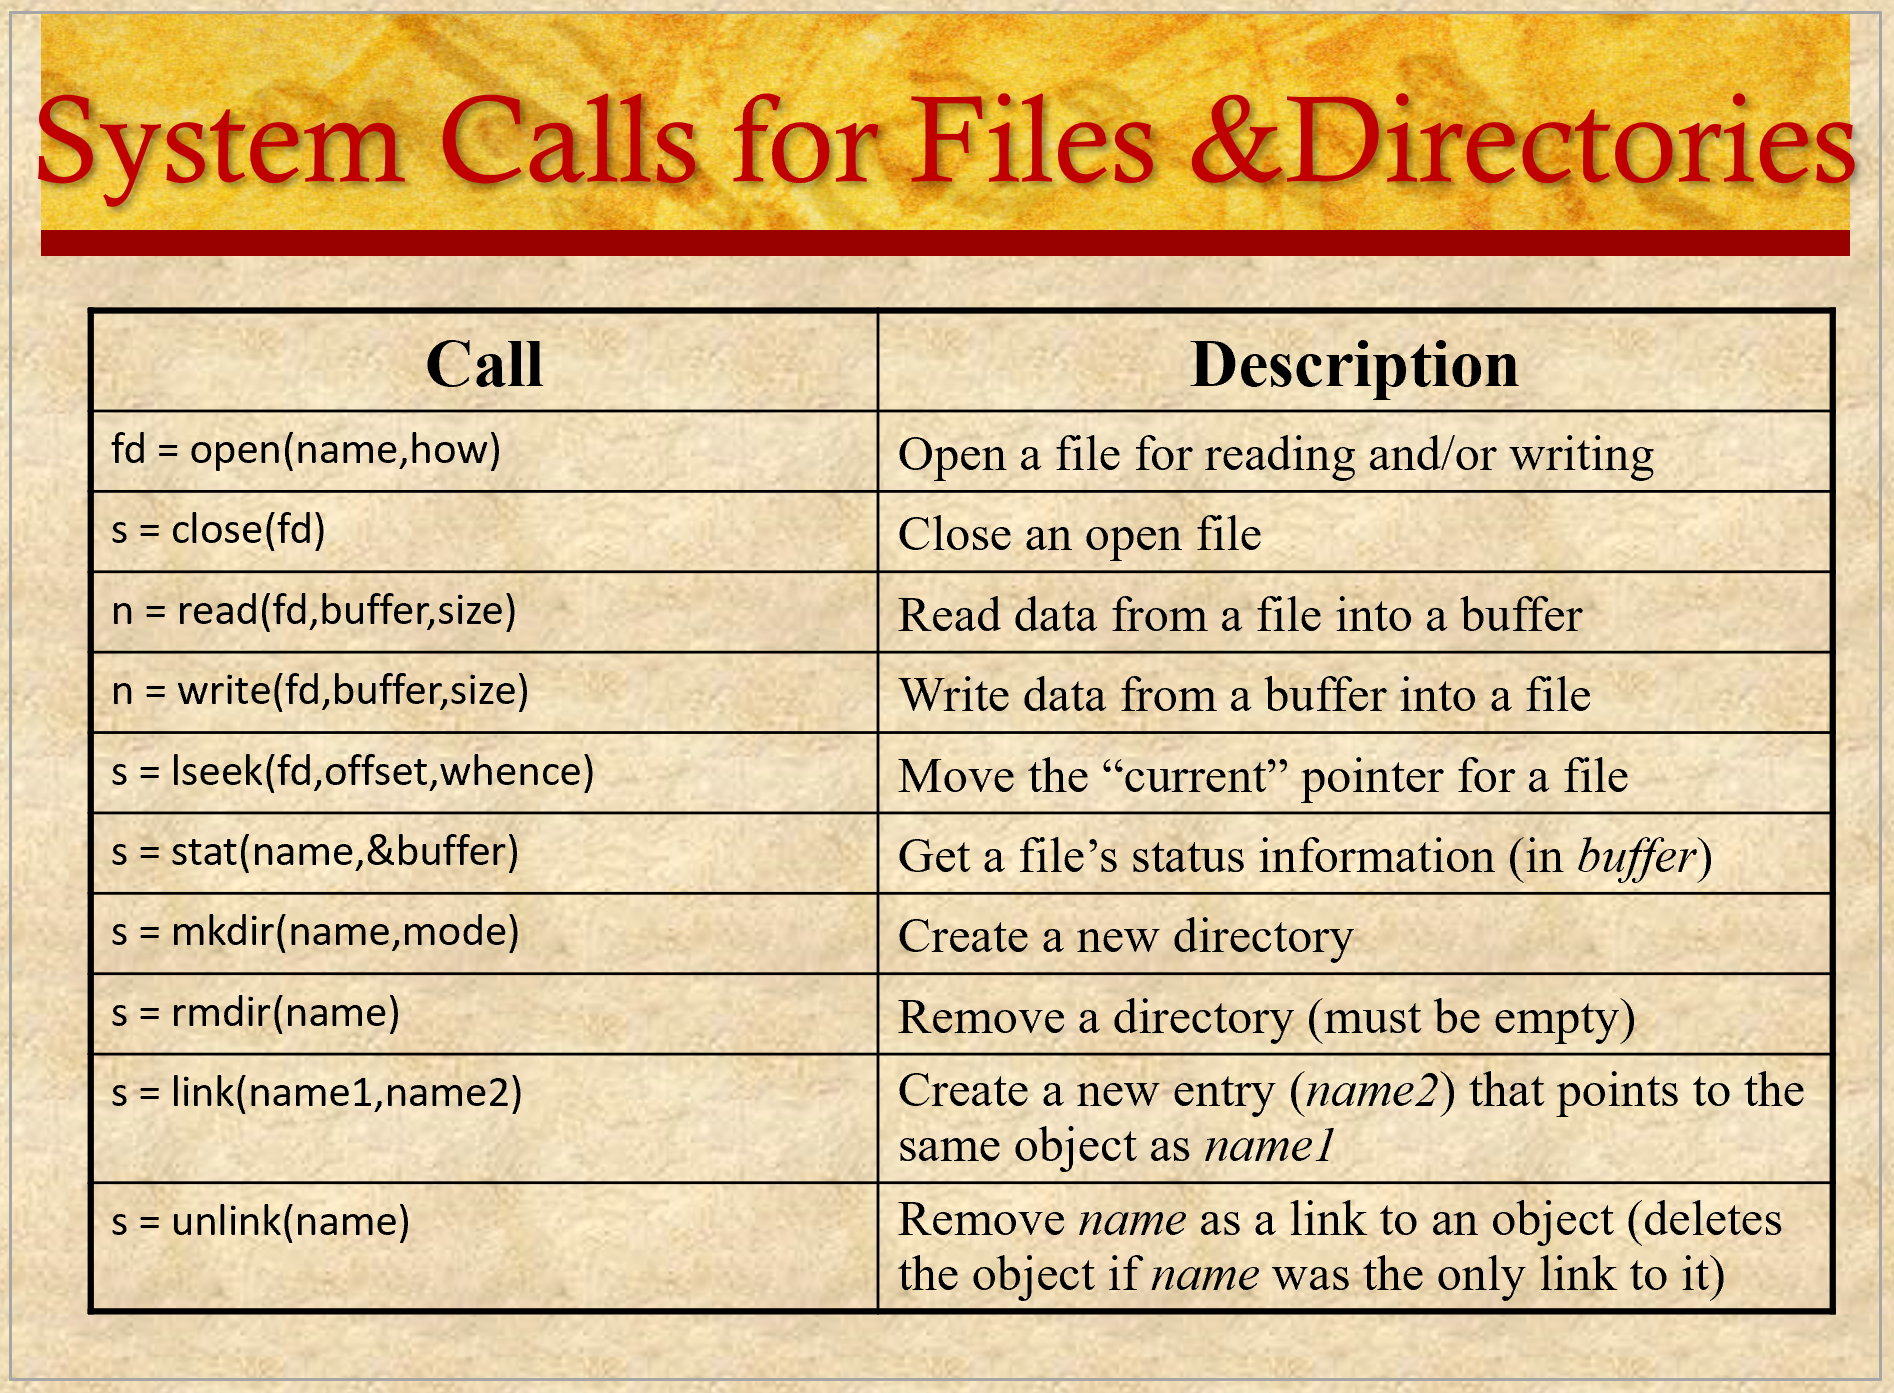 System Calls for Files &Directories
Call
Description
fd = open(name,how)
Open a file for reading and/or writing
s = close(fd)
Close an open file
n = read(fd,buffer,size)
Read data from a file into a buffer
n = write(fd,buffer,size)
Write data from a buffer into a file
s = lseek(fd,offset,whence)
Move the “current” pointer for a file
s = stat(name,&buffer)
Get a file’s status information (in buffer)
s = mkdir(name,mode)
Create a new directory
s = rmdir(name)
Remove a directory (must be empty)
s = link(name1,name2)
Create a new entry (name2) that points to the
same object as name1
s = unlink(name)
Remove name as a link to an object (deletes
the object if name was the only link to it)